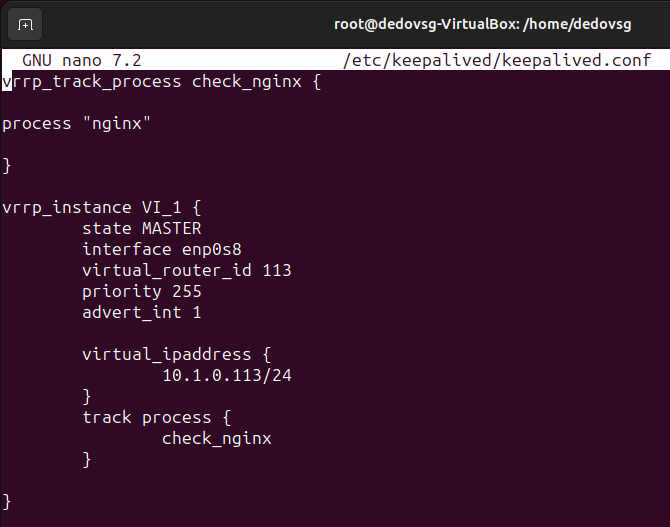 root@dedovsg-VirtualBox: /home/dedovsg
GNU nano 7.2 /etc/keepalived/keepalived.conf
vrrp_track_process check_nginx {
process "nginx"
}
vrrp_instance VI_1 {
state MASTER
interface enp0s8
virtual_router_id 113
priority 255
advert_int 1
virtual_ipaddress {
10.1.0.113/24
}
track process {
check_nginx
}
}